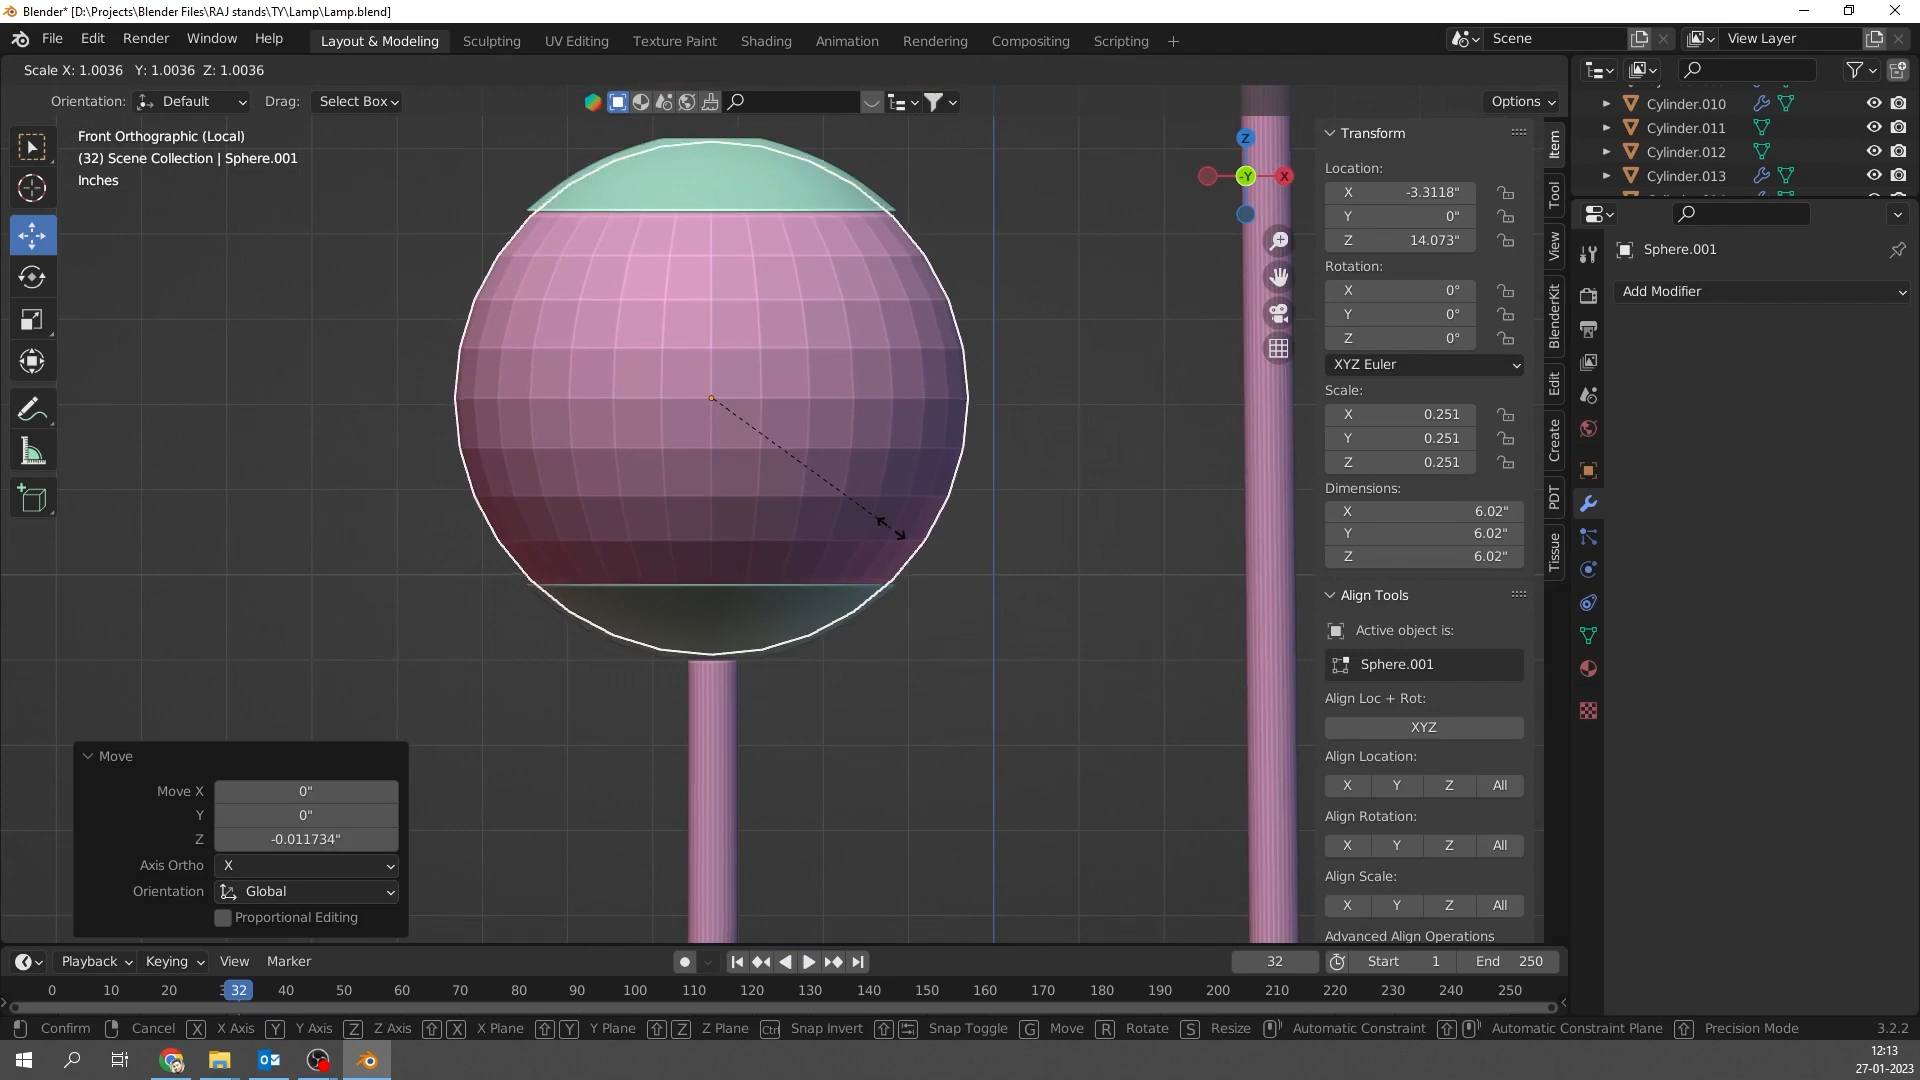 Blender* [D:\Projects\Blender Files\RAJ stands\TY\Lamp\Lamp.blend]
File Edit Render Window Help Layout & Modeling Sculpting UV Editing Texture Paint Shading Animation Rendering Compositing Scripting + Scene View Layer
Scale X: 1.0036 Y: 1.0036 Z: 1.0036
Orientation: Default Drag: Select Box Options
Front Orthographic (Local)
(32) Scene Collection | Sphere.001
Inches
Z
-Y X
Transform
Location:
X -3.3118"
Y 0"
Z 14.073"
Rotation:
X 0°
Y 0°
Z 0°
XYZ Euler
Scale:
X 0.251
Y 0.251
Z 0.251
Dimensions:
X 6.02"
Y 6.02"
Z 6.02"
Align Tools
Active object is:
Sphere.001
Align Loc + Rot:
XYZ
Align Location:
X Y Z All
Align Rotation:
X Y Z All
Align Scale:
X Y Z All
Advanced Align Operations
Item
Tool
View
BlenderKit
Edit
Create
PDT
Tissue
Cylinder.010
Cylinder.011
Cylinder.012
Cylinder.013
Sphere.001
Add Modifier
Move
Move X 0"
Y 0"
Z -0.011734"
Axis Ortho X
Orientation Global
Proportional Editing
Playback Keying View Marker 32 Start 1 End 250
0 10 20 32 40 50 60 70 80 90 100 110 120 130 140 150 160 170 180 190 200 210 220 230 240 250
Confirm Cancel X X Axis Y Y Axis Z Z Axis X X Plane Y Y Plane Z Z Plane Ctrl Snap Invert Snap Toggle G Move R Rotate S Resize Automatic Constraint Automatic Constraint Plane Precision Mode 3.2.2
12:13
27-01-2023